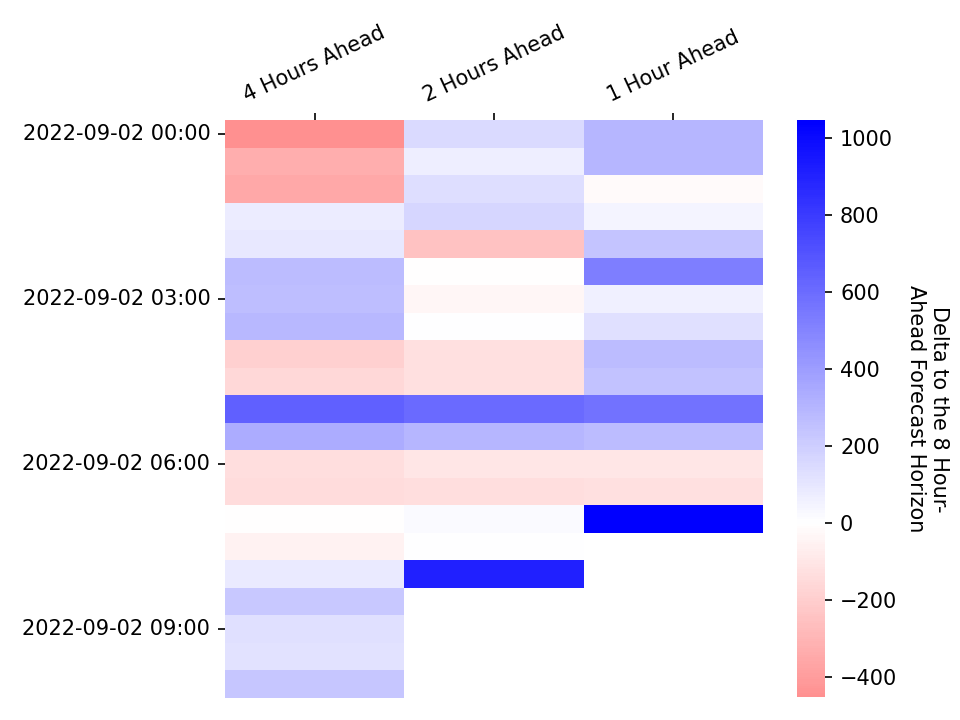 4 Hours Ahead
2 Hours Ahead
1 Hour Ahead
2022-09-02 00:00
2022-09-02 03:00
2022-09-02 06:00
2022-09-02 09:00
1000
800
600
400
200
0
−200
−400
Delta to the 8 Hour-
Ahead Forecast Horizon